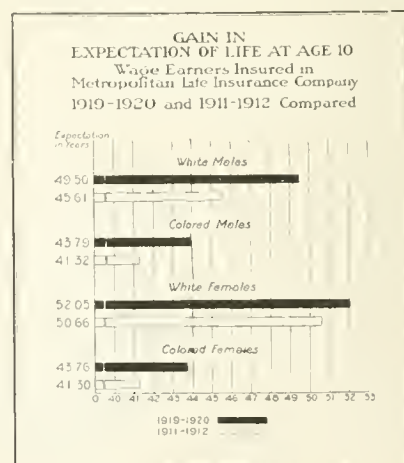 GAIN IN
EXPECTATION OF LIFE AT AGE 10
Wage Earners Insured in
Metropolitan Life Insurance Company
1919-1920 and 1911-1912 Compared
Expectation
in Years
White Males
49.50
45.61
Colored Males
43.79
41.32
White Females
52.05
50.66
Colored Females
43.76
41.30
0 40 41 42 43 44 45 46 47 48 49 50 51 52 53
1919-1920
1911-1912